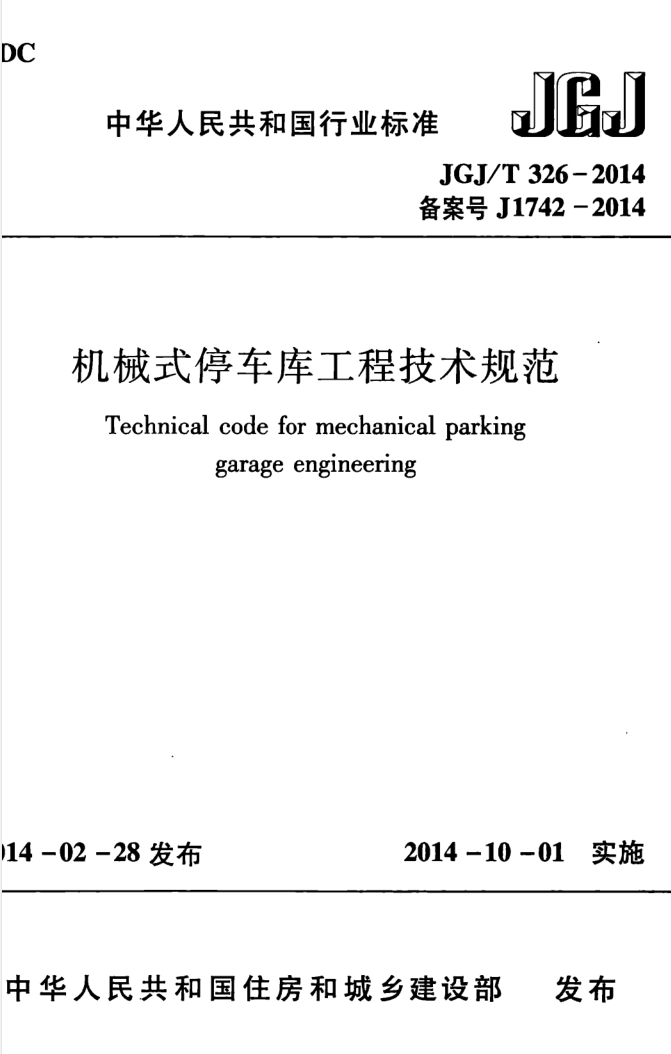 DC
中华人民共和国行业标准
JGJ
JGJ/T 326-2014
备案号 J1742-2014
机械式停车库工程技术规范
Technical code for mechanical parking
garage engineering
14-02-28 发布
2014-10-01 实施
中华人民共和国住房和城乡建设部 发布